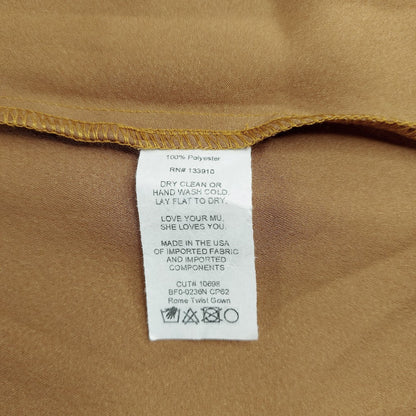 100% Polyester
RN# 133910
DRY CLEAN OR
HAND WASH COLD.
LAY FLAT TO DRY.
LOVE YOUR MU.
SHE LOVES YOU.
MADE IN THE USA
OF IMPORTED FABRIC
AND IMPORTED
COMPONENTS
CUT# 10898
BF0-0236N CP62
Rome Twist Gown